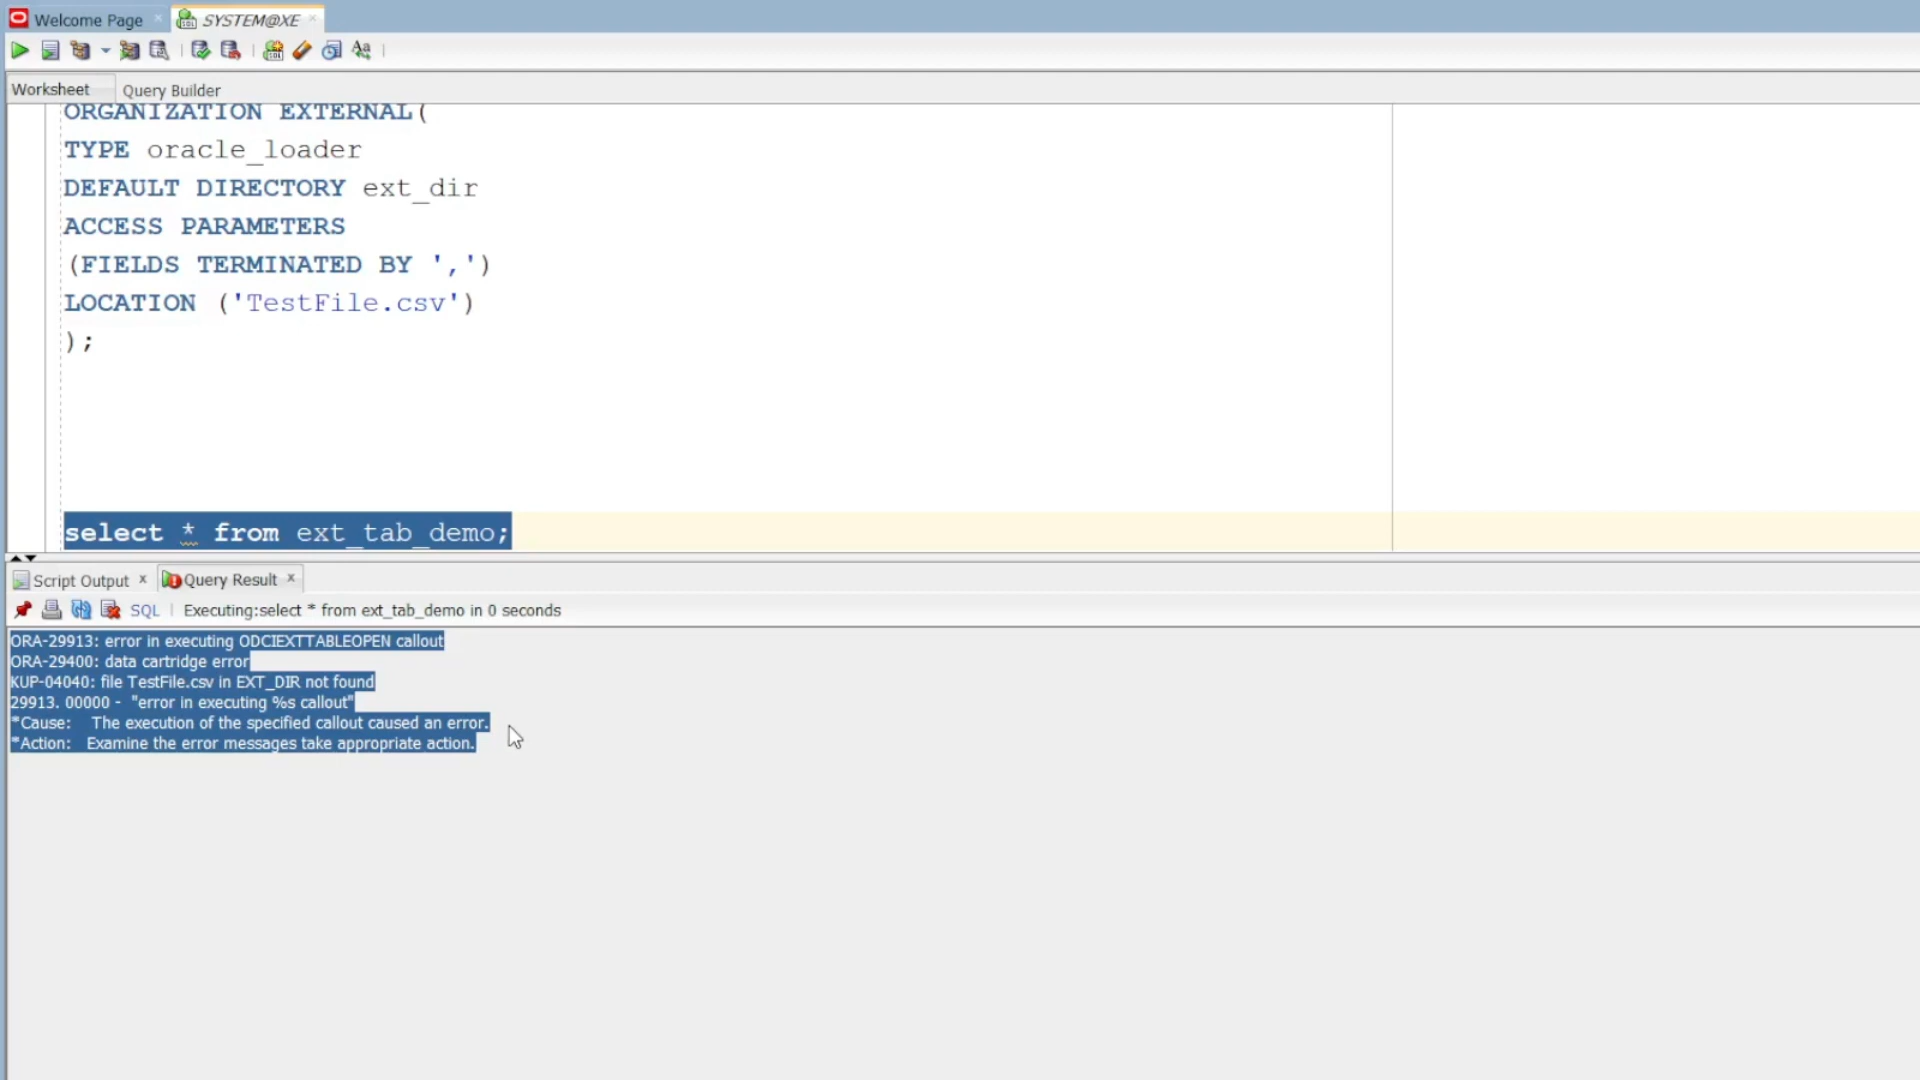 Welcome Page
SYSTEM@XE
Worksheet
Query Builder
ORGANIZATION EXTERNAL(
TYPE oracle_loader
DEFAULT DIRECTORY ext_dir
ACCESS PARAMETERS
(FIELDS TERMINATED BY ',')
LOCATION ('TestFile.csv')
);
select * from ext_tab_demo;
Script Output
Query Result
SQL | Executing:select * from ext_tab_demo in 0 seconds
ORA-29913: error in executing ODCIEXTTABLEOPEN callout
ORA-29400: data cartridge error
KUP-04040: file TestFile.csv in EXT_DIR not found
29913. 00000 - "error in executing %s callout"
*Cause: The execution of the specified callout caused an error.
*Action: Examine the error messages take appropriate action.